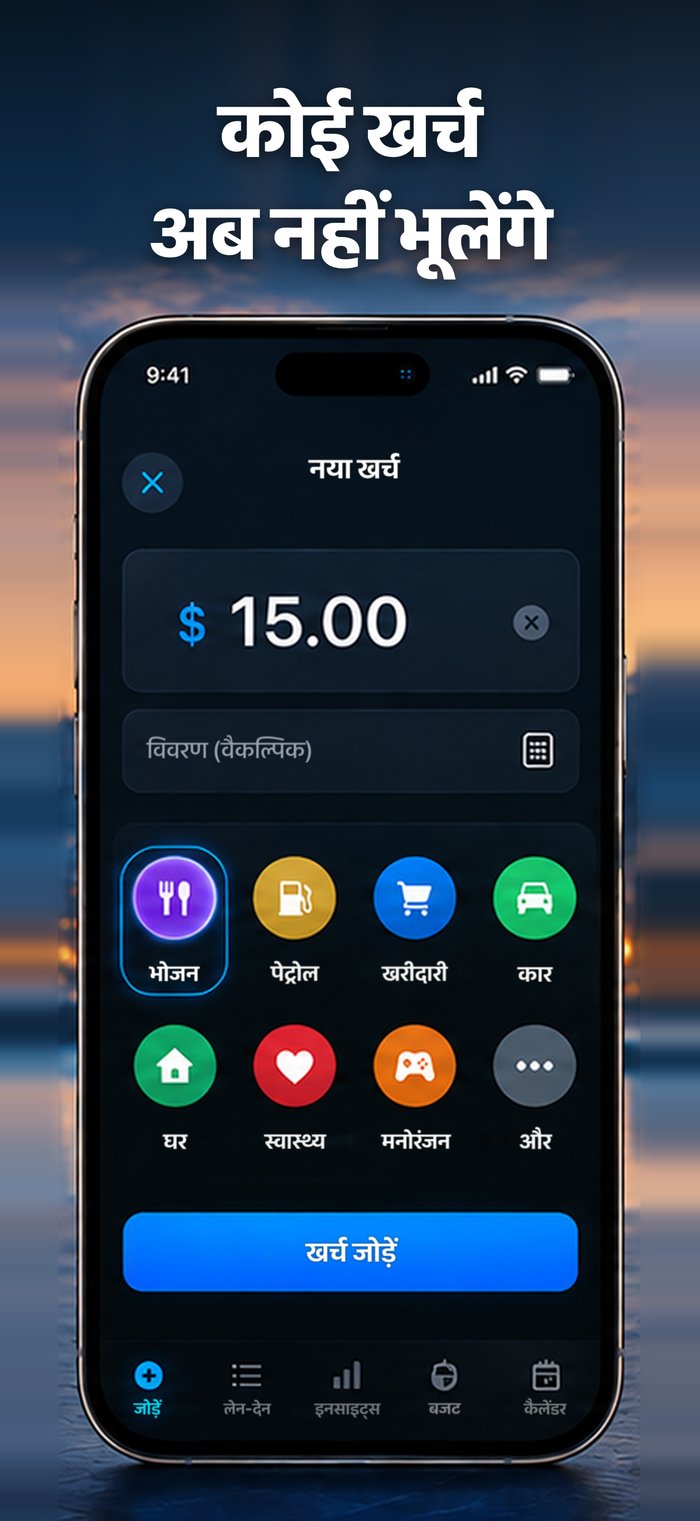 कोई खर्च
अब नहीं भूलेंगे
9:41
नया खर्च
$ 15.00
विवरण (वैकल्पिक)
भोजन पेट्रोल खरीदारी कार
घर स्वास्थ्य मनोरंजन और
खर्च जोड़ें
जोड़ें लेन-देन इनसाइट्स बजट कैलेंडर